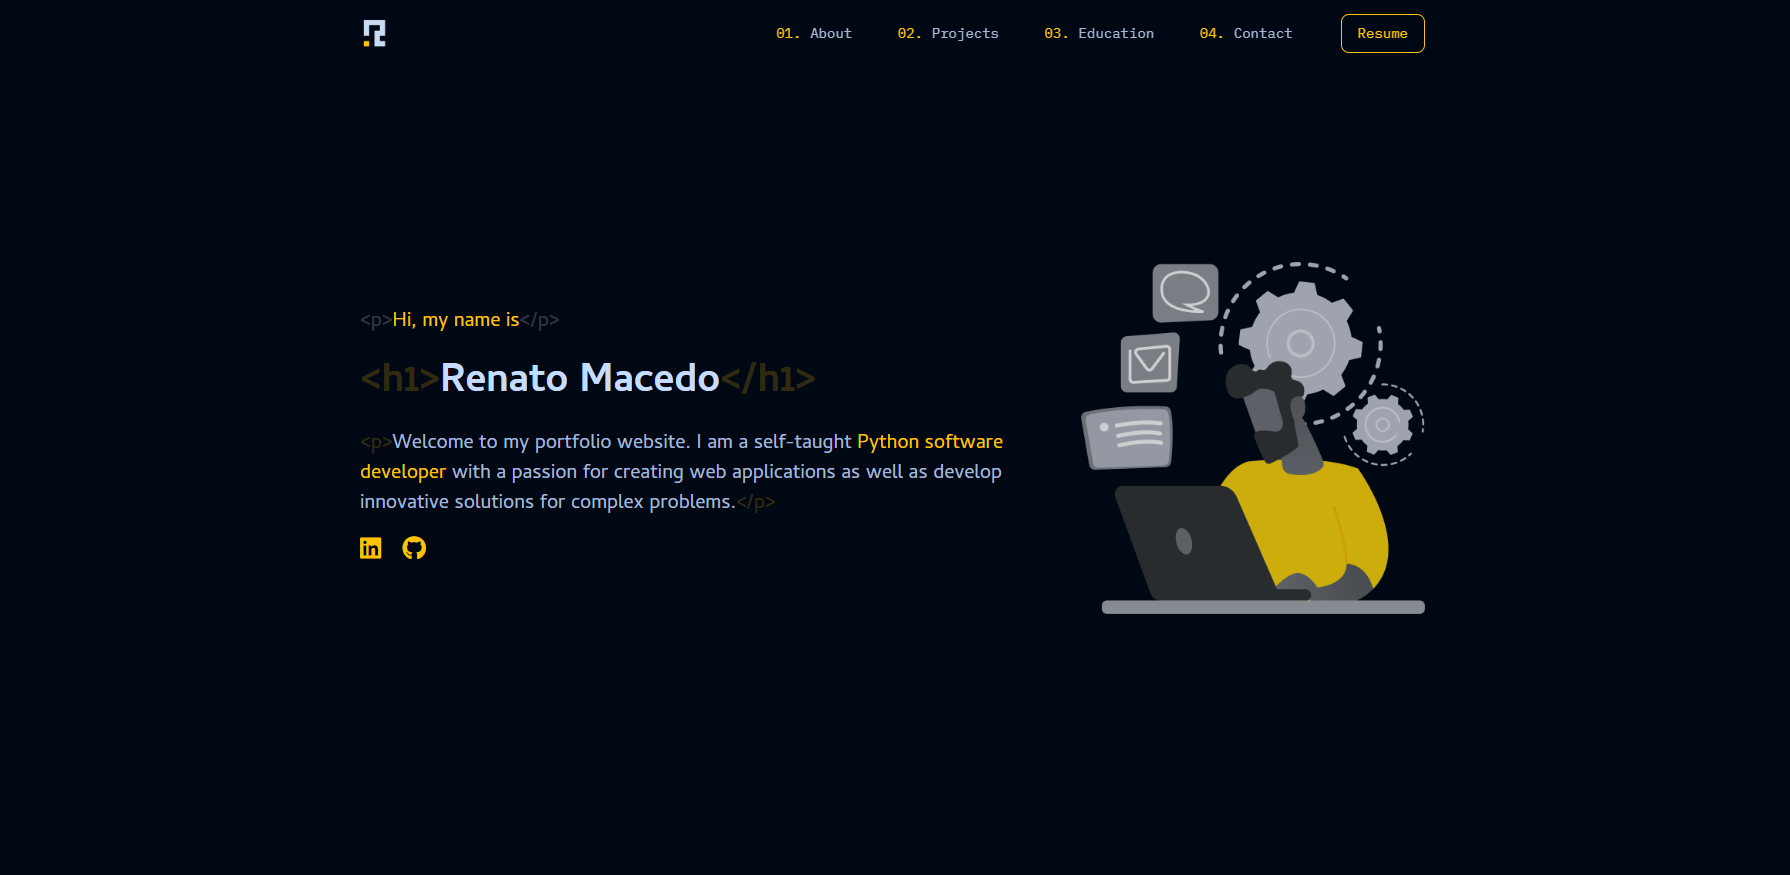 01. About 02. Projects 03. Education 04. Contact Resume
<p>Hi, my name is</p>
<h1>Renato Macedo</h1>
<p>Welcome to my portfolio website. I am a self-taught Python software
developer with a passion for creating web applications as well as develop
innovative solutions for complex problems.</p>
in